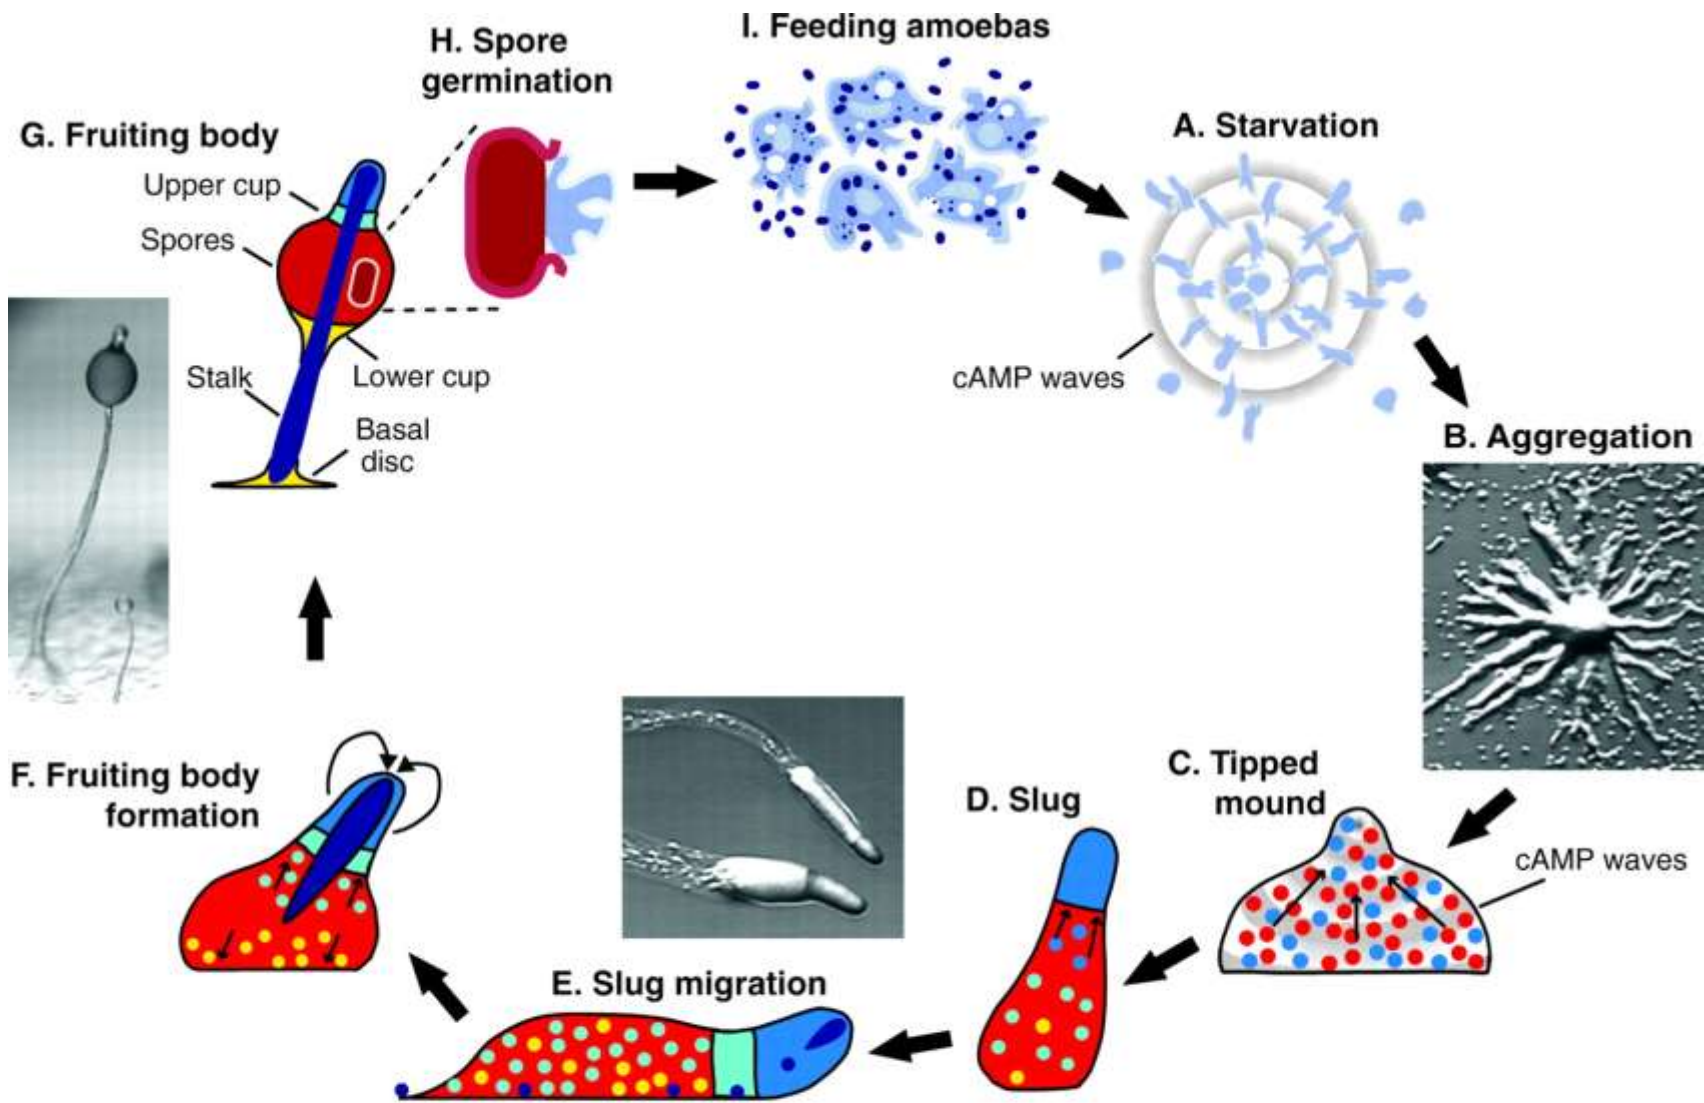 I. Feeding amoebas
H. Spore
germination
A. Starvation
G. Fruiting body
Upper cup
Spores
Stalk
Lower cup
Basal
disc
cAMP waves
B. Aggregation
C. Tipped
mound
cAMP waves
D. Slug
E. Slug migration
F. Fruiting body
formation